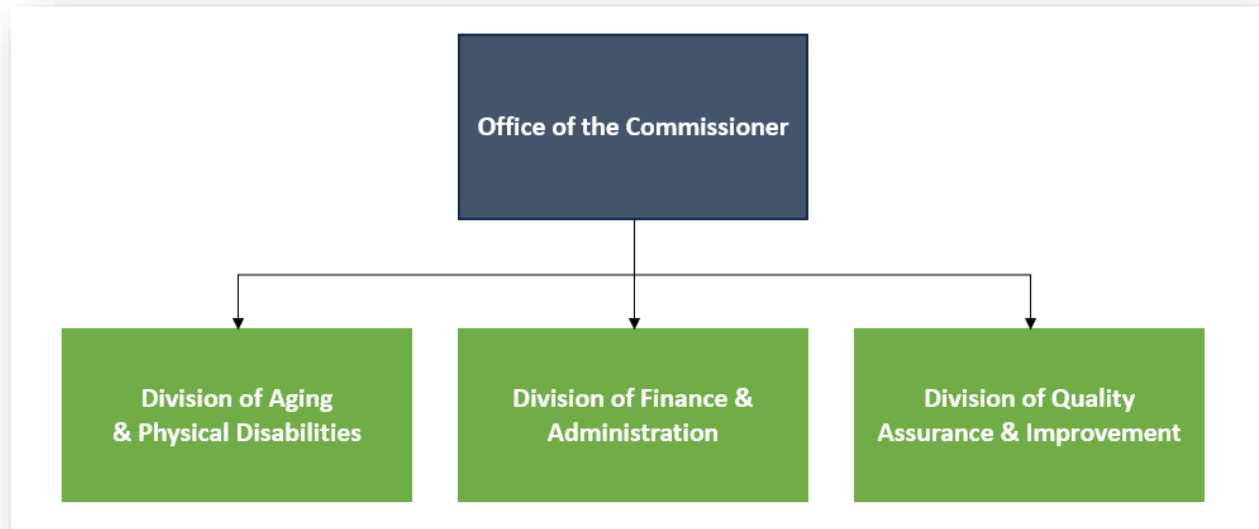 Office of the Commissioner
Division of Aging
& Physical Disabilities
Division of Finance &
Administration
Division of Quality
Assurance & Improvement